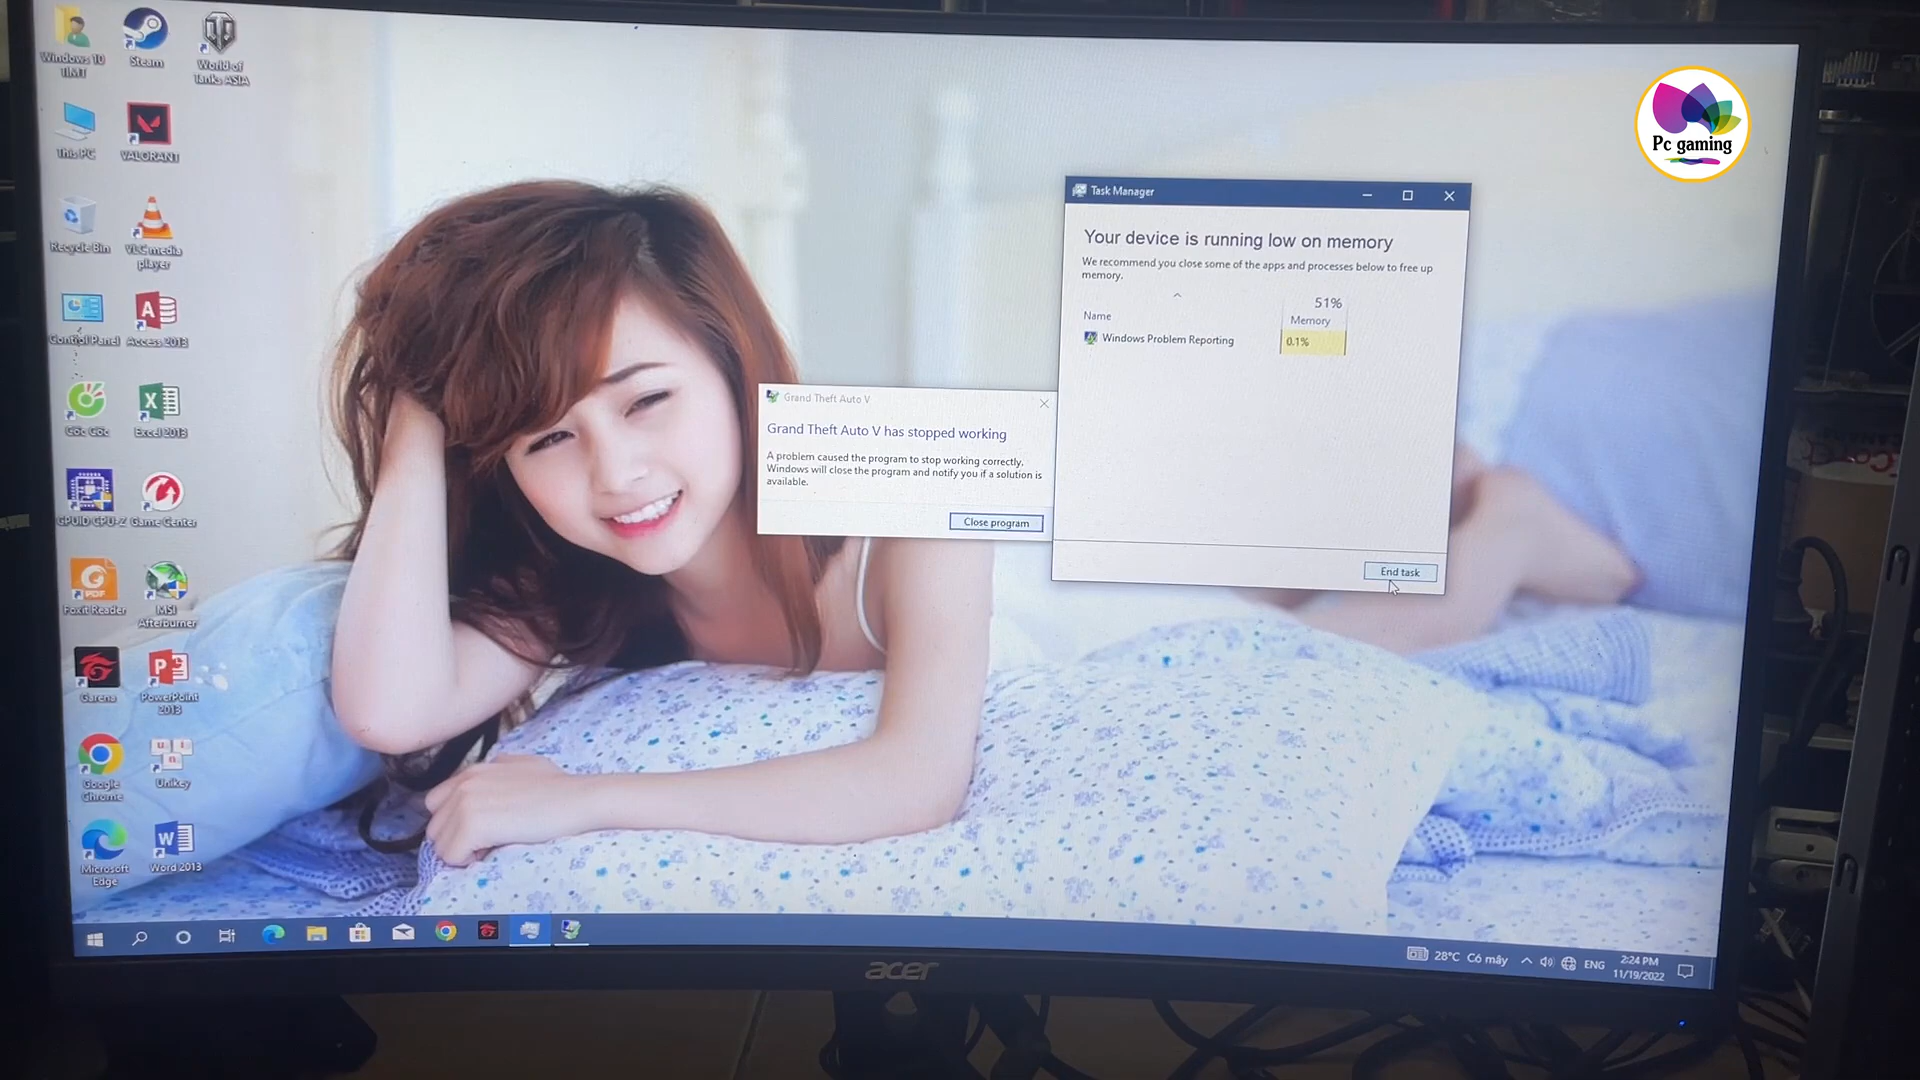 Windows 10
TIMT
Steam
World of
Tanks ASIA
This PC
VALORANT
Recycle Bin
VLC media
player
Control Panel
Access 2013
Cốc Cốc
Excel 2013
CPUID CPU-Z
Game Center
Foxit Reader
MSI
Afterburner
Garena
PowerPoint
2013
Google
Chrome
Unikey
Microsoft
Edge
Word 2013
Pc gaming
Task Manager
Your device is running low on memory
We recommend you close some of the apps and processes below to free up
memory.
51%
Name
Memory
Windows Problem Reporting
0.1%
End task
Grand Theft Auto V
Grand Theft Auto V has stopped working
A problem caused the program to stop working correctly.
Windows will close the program and notify you if a solution is
available.
Close program
28°C Có mây
ENG
2:24 PM
11/19/2022
acer